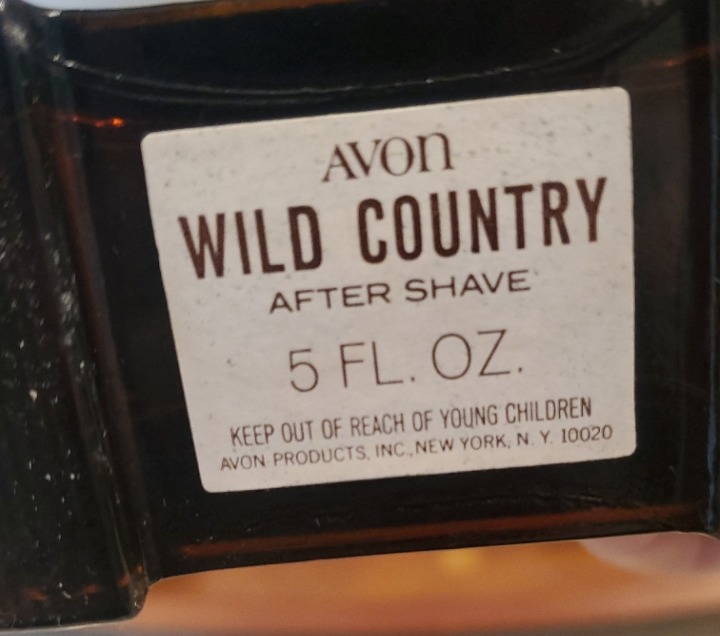 AVON
WILD COUNTRY
AFTER SHAVE
5 FL. OZ.
KEEP OUT OF REACH OF YOUNG CHILDREN
AVON PRODUCTS, INC., NEW YORK, N. Y. 10020